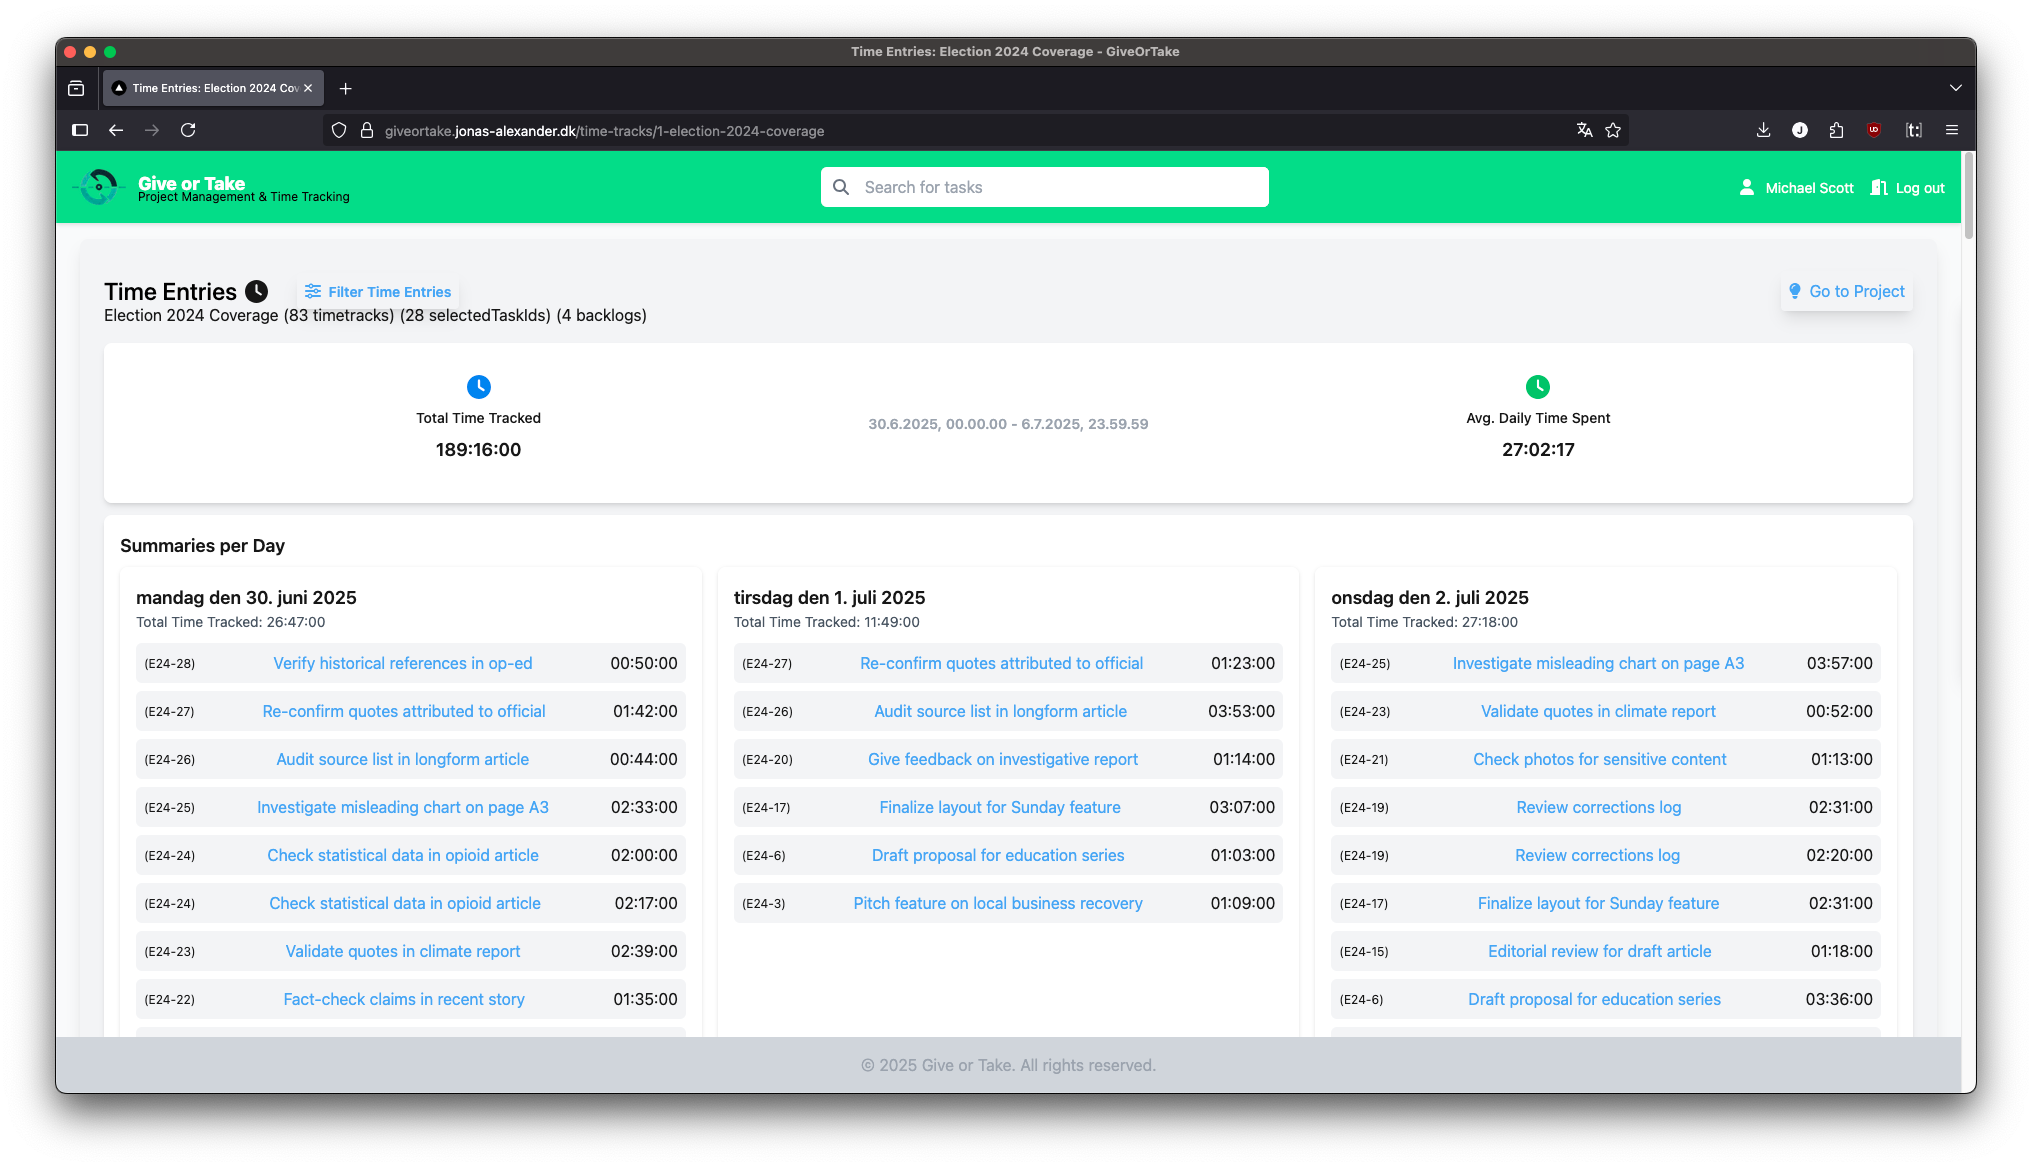 Time Entries: Election 2024 Coverage - GiveOrTake
Time Entries: Election 2024 Cov
giveortake.jonas-alexander.dk/time-tracks/1-election-2024-coverage
J
UD
[t:]
Give or Take
Project Management & Time Tracking
Search for tasks
Michael Scott
Log out
Time Entries
Filter Time Entries
Go to Project
Election 2024 Coverage (83 timetracks) (28 selectedTaskIds) (4 backlogs)
Total Time Tracked
189:16:00
30.6.2025, 00.00.00 - 6.7.2025, 23.59.59
Avg. Daily Time Spent
27:02:17
Summaries per Day
mandag den 30. juni 2025
Total Time Tracked: 26:47:00
(E24-28) Verify historical references in op-ed 00:50:00
(E24-27) Re-confirm quotes attributed to official 01:42:00
(E24-26) Audit source list in longform article 00:44:00
(E24-25) Investigate misleading chart on page A3 02:33:00
(E24-24) Check statistical data in opioid article 02:00:00
(E24-24) Check statistical data in opioid article 02:17:00
(E24-23) Validate quotes in climate report 02:39:00
(E24-22) Fact-check claims in recent story 01:35:00
tirsdag den 1. juli 2025
Total Time Tracked: 11:49:00
(E24-27) Re-confirm quotes attributed to official 01:23:00
(E24-26) Audit source list in longform article 03:53:00
(E24-20) Give feedback on investigative report 01:14:00
(E24-17) Finalize layout for Sunday feature 03:07:00
(E24-6) Draft proposal for education series 01:03:00
(E24-3) Pitch feature on local business recovery 01:09:00
onsdag den 2. juli 2025
Total Time Tracked: 27:18:00
(E24-25) Investigate misleading chart on page A3 03:57:00
(E24-23) Validate quotes in climate report 00:52:00
(E24-21) Check photos for sensitive content 01:13:00
(E24-19) Review corrections log 02:31:00
(E24-19) Review corrections log 02:20:00
(E24-17) Finalize layout for Sunday feature 02:31:00
(E24-15) Editorial review for draft article 01:18:00
(E24-6) Draft proposal for education series 03:36:00
© 2025 Give or Take. All rights reserved.